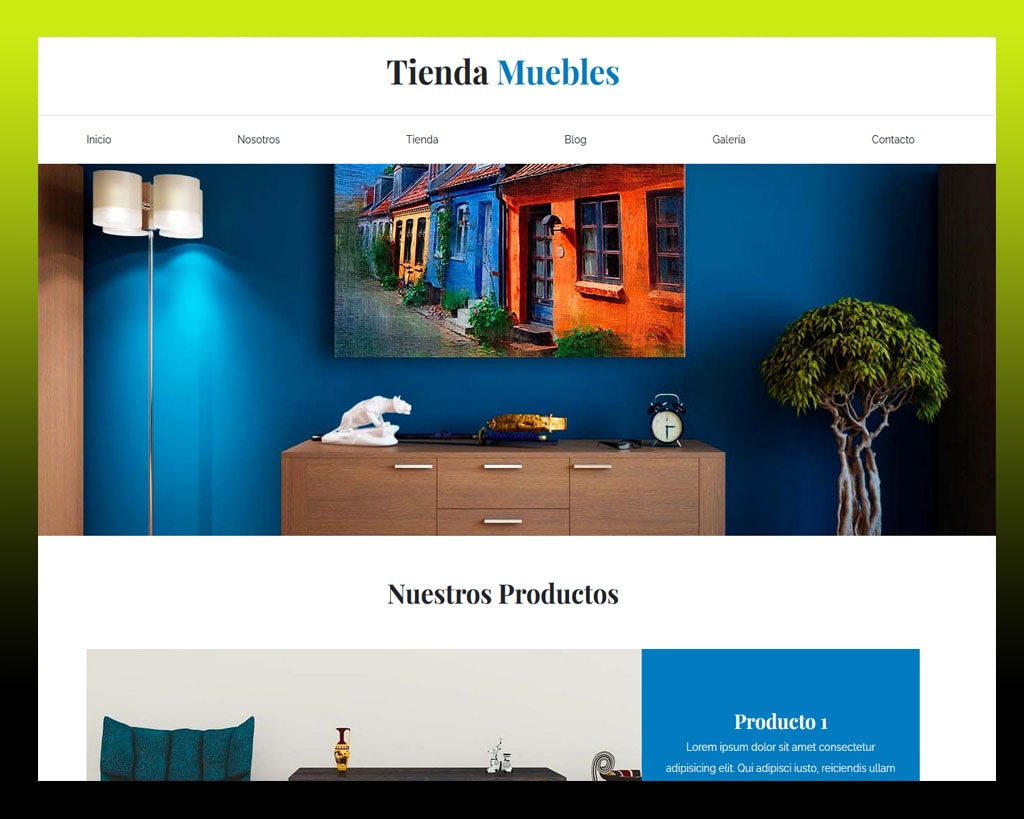 Tienda Muebles
Inicio Nosotros Tienda Blog Galería Contacto
Nuestros Productos
Producto 1
Lorem ipsum dolor sit amet consectetur
adipisicing elit. Qui adipisci iusto, reiciendis ullam